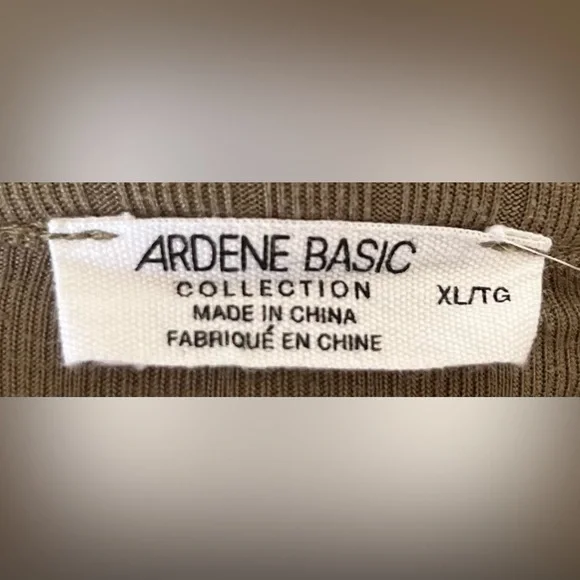 ARDENE BASIC
COLLECTION
XL/TG
MADE IN CHINA
FABRIQUÉ EN CHINE